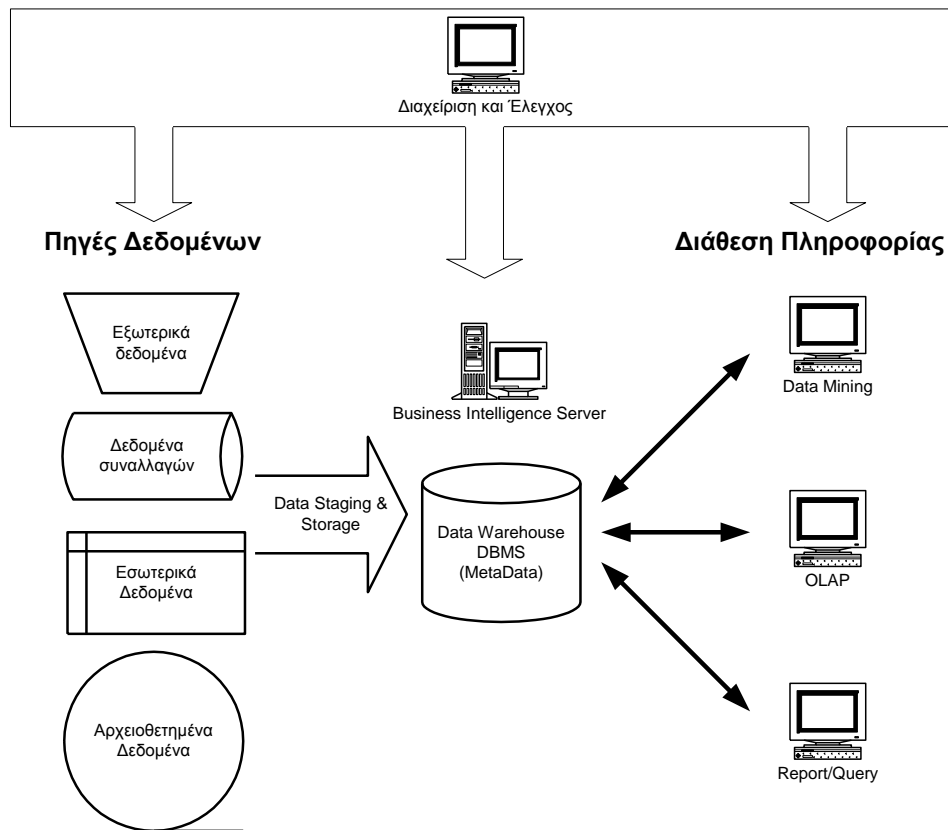 Διαχείριση και Έλεγχος
Πηγές Δεδομένων
Διάθεση Πληροφορίας
Εξωτερικά
δεδομένα
Δεδομένα
συναλλαγών
Εσωτερικά
Δεδομένα
Αρχειοθετημένα
Δεδομένα
Data Staging &
Storage
Business Intelligence Server
Data Warehouse
DBMS
(MetaData)
Data Mining
OLAP
Report/Query